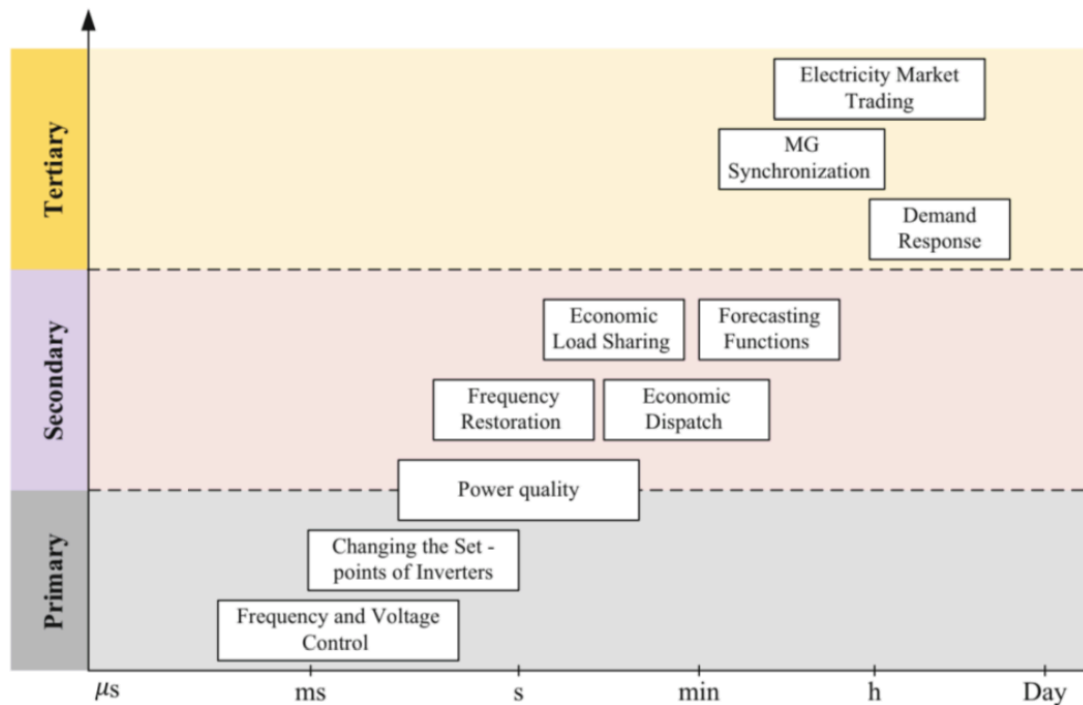 Tertiary
Electricity Market
Trading
MG
Synchronization
Demand
Response
Secondary
Economic
Load Sharing
Forecasting
Functions
Frequency
Restoration
Economic
Dispatch
Power quality
Primary
Changing the Set -
points of Inverters
Frequency and Voltage
Control
μs ms s min h Day